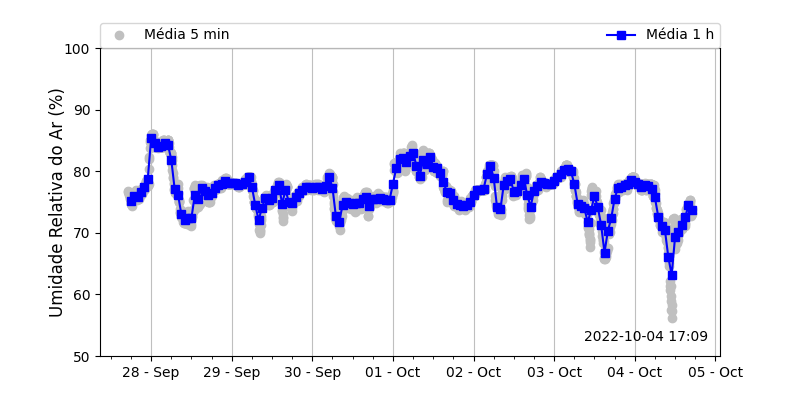 Média 5 min
Média 1 h
Umidade Relativa do Ar (%)
100
90
80
70
60
50
2022-10-04 17:09
28 - Sep
29 - Sep
30 - Sep
01 - Oct
02 - Oct
03 - Oct
04 - Oct
05 - Oct